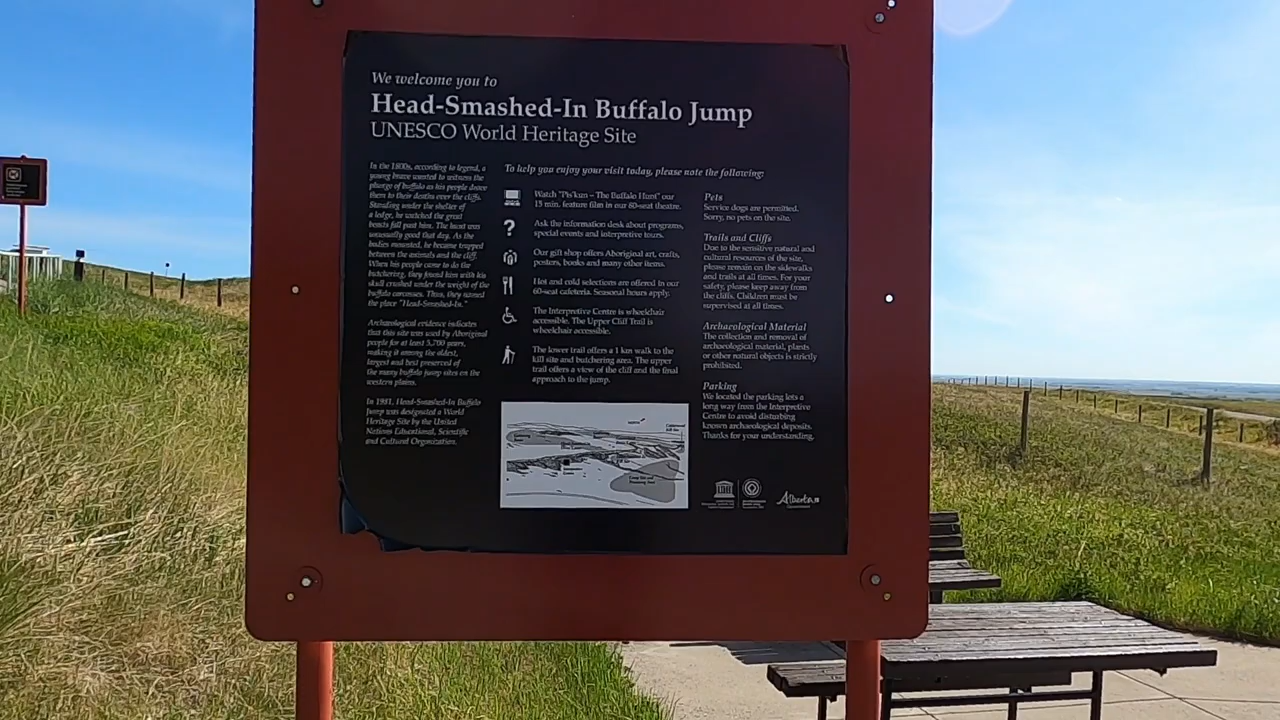 We welcome you to
Head-Smashed-In Buffalo Jump
UNESCO World Heritage Site
In the 1800s, according to legend, a
young brave wanted to witness the
plunge of buffalo as his people drove
them to their deaths over the cliffs.
Standing under the shelter of
a ledge, he watched the great
beasts fall past him. The hunt was
unusually good that day. As the
bodies mounted, he became trapped
between the animals and the cliff.
When his people came to do the
butchering, they found him with his
skull crushed under the weight of the
buffalo carcasses. Thus, they named
the place "Head-Smashed-In."
Archaeological evidence indicates
that this site was used by Aboriginal
people for at least 5,700 years,
making it among the oldest,
largest and best preserved of
the many buffalo jump sites on the
western plains.
In 1981, Head-Smashed-In Buffalo
Jump was designated a World
Heritage Site by the United
Nations Educational, Scientific
and Cultural Organization.
To help you enjoy your visit today, please note the following:
Watch "Pis'kun - The Buffalo Hunt" our
15 min. feature film in our 80-seat theatre.
?
Ask the information desk about programs,
special events and interpretive tours.
Our gift shop offers Aboriginal art, crafts,
posters, books and many other items.
Hot and cold selections are offered in our
60-seat cafeteria. Seasonal hours apply.
The Interpretive Centre is wheelchair
accessible. The Upper Cliff Trail is
wheelchair accessible.
The lower trail offers a 1 km walk to the
kill site and butchering area. The upper
trail offers a view of the cliff and the final
approach to the jump.
Pets
Service dogs are permitted.
Sorry, no pets on the site.
Trails and Cliffs
Due to the sensitive natural and
cultural resources of the site,
please remain on the sidewalks
and trails at all times. For your
safety, please keep away from
the cliffs. Children must be
supervised at all times.
Archaeological Material
The collection and removal of
archaeological material, plants
or other natural objects is strictly
prohibited.
Parking
We located the parking lots a
long way from the Interpretive
Centre to avoid disturbing
known archaeological deposits.
Thanks for your understanding.
Alberta
Government